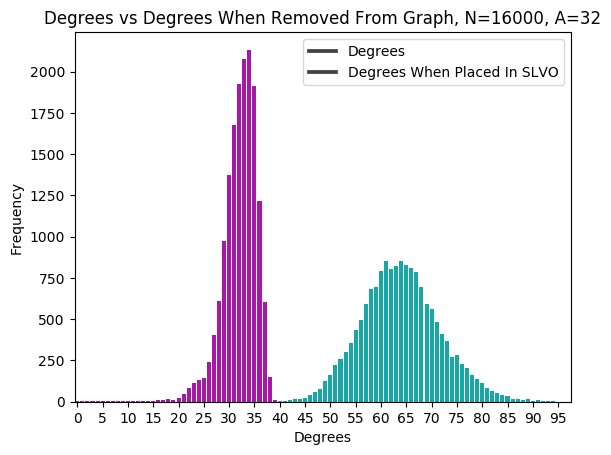 Degrees vs Degrees When Removed From Graph, N=16000, A=32
Degrees
Degrees When Placed In SLVO
2000
1750
1500
1250
1000
750
500
250
0
Frequency
0 5 10 15 20 25 30 35 40 45 50 55 60 65 70 75 80 85 90 95
Degrees